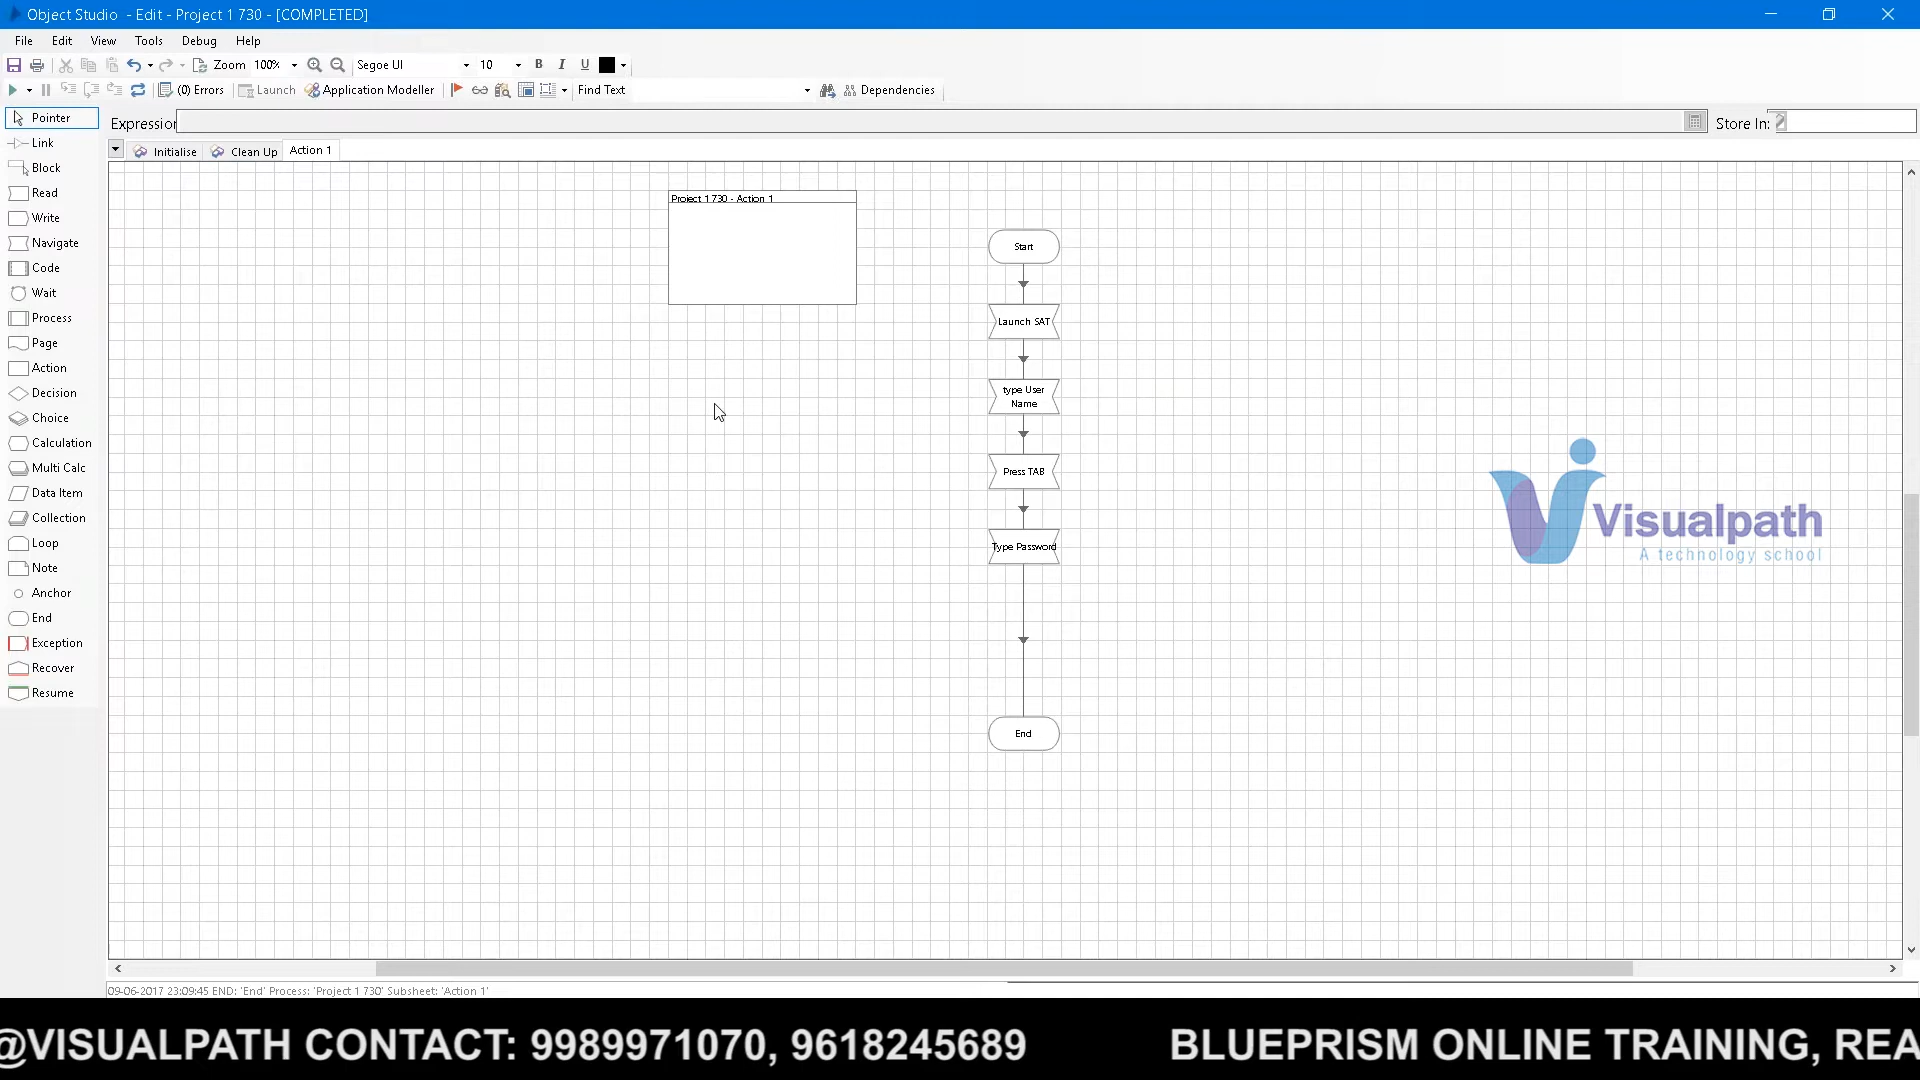 Object Studio - Edit - Project 1 730 - [COMPLETED]
File Edit View Tools Debug Help
Zoom 100% Segoe UI 10 B I U
(0) Errors Launch Application Modeller Find Text Dependencies
Expression Store In:
Initialise Clean Up Action 1
Pointer
Link
Block
Read
Write
Navigate
Code
Wait
Process
Page
Action
Decision
Choice
Calculation
Multi Calc
Data Item
Collection
Loop
Note
Anchor
End
Exception
Recover
Resume
Project 1 730 - Action 1
Start
Launch SAT
type User
Name
Press TAB
Type Password
End
Visualpath
A technology school
09-06-2017 23:09:45 END: 'End' Process: 'Project 1 730' Subsheet: 'Action 1'
@VISUALPATH CONTACT: 9989971070, 9618245689 BLUEPRISM ONLINE TRAINING, REA